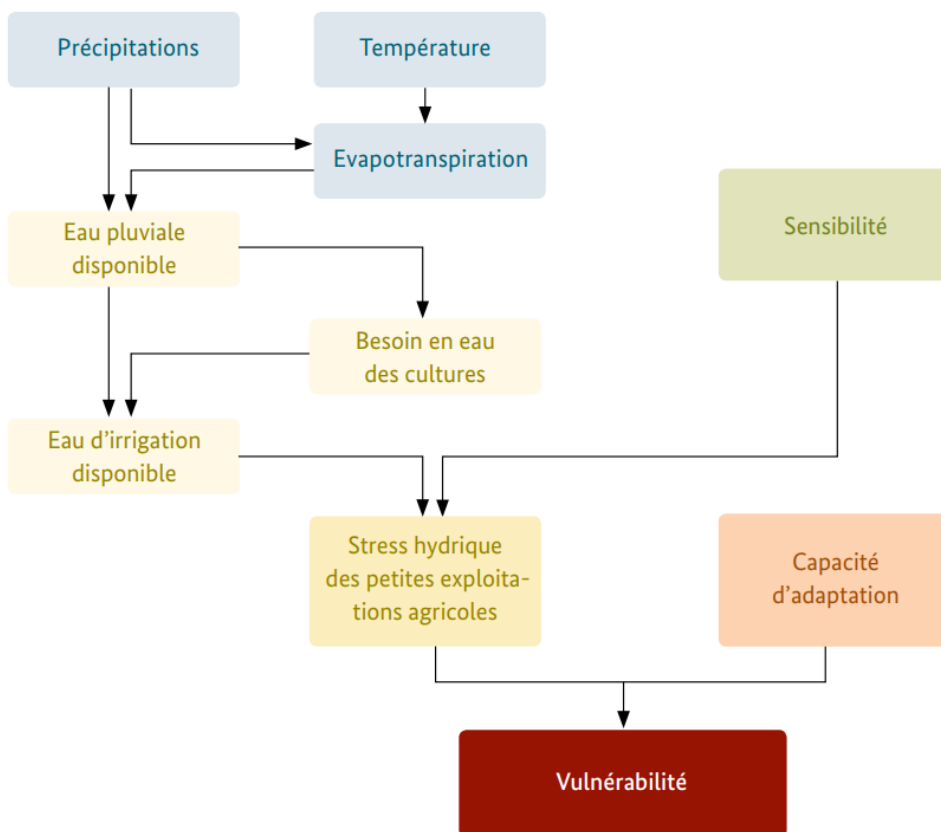 Précipitations
Température
Evapotranspiration
Eau pluviale
disponible
Sensibilité
Besoin en eau
des cultures
Eau d’irrigation
disponible
Stress hydrique
des petites exploita-
tions agricoles
Capacité
d’adaptation
Vulnérabilité